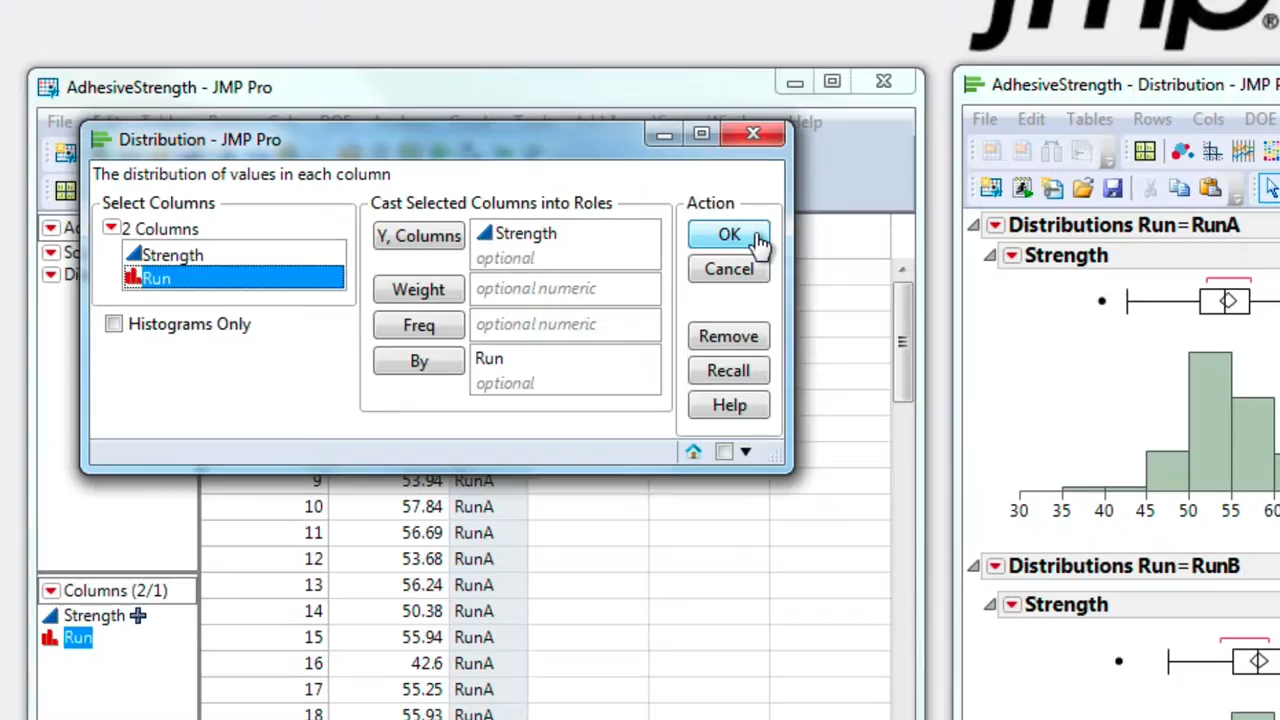 jmp®
AdhesiveStrength - JMP Pro
File
Help
Distribution - JMP Pro
The distribution of values in each column
Select Columns
2 Columns
Strength
Run
Histograms Only
Cast Selected Columns into Roles
Y, Columns
Strength
optional
Weight
optional numeric
Freq
optional numeric
By
Run
optional
Action
OK
Cancel
Remove
Recall
Help
9 53.94 RunA
10 57.84 RunA
11 56.69 RunA
12 53.68 RunA
13 56.24 RunA
14 50.38 RunA
15 55.94 RunA
16 42.6 RunA
17 55.25 RunA
18 55.93 RunA
Columns (2/1)
Strength
Run
AdhesiveStrength - Distribution - JMP P
File Edit Tables Rows Cols DOE
Distributions Run=RunA
Strength
30 35 40 45 50 55 60
Distributions Run=RunB
Strength